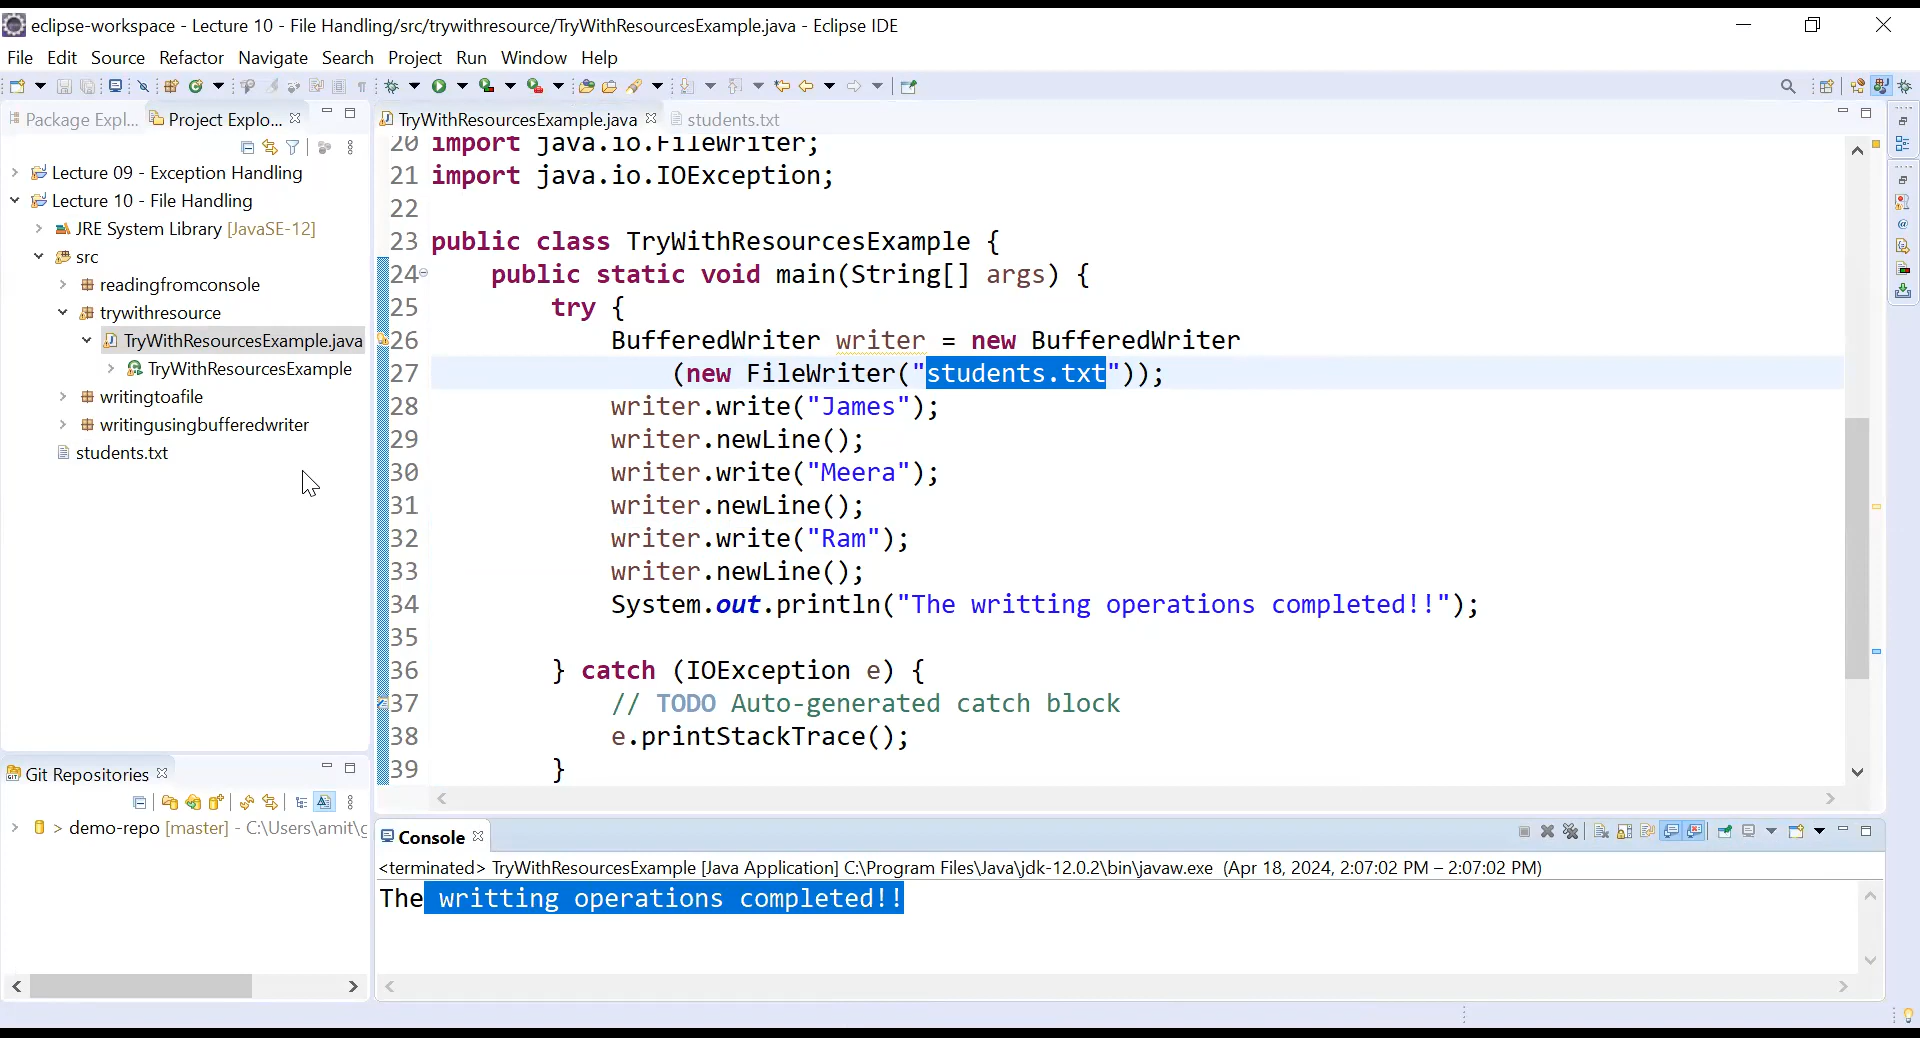 eclipse-workspace - Lecture 10 - File Handling/src/trywithresource/TryWithResourcesExample.java - Eclipse IDE
File Edit Source Refactor Navigate Search Project Run Window Help
Package Expl... Project Explo...
Lecture 09 - Exception Handling
Lecture 10 - File Handling
JRE System Library [JavaSE-12]
src
readingfromconsole
trywithresource
TryWithResourcesExample.java
TryWithResourcesExample
writingtoafile
writingusingbufferedwriter
students.txt
Git Repositories
> demo-repo [master] - C:\Users\amit\g
TryWithResourcesExample.java students.txt
20 import java.io.FileWriter;
21 import java.io.IOException;
22
23 public class TryWithResourcesExample {
24 public static void main(String[] args) {
25 try {
26 BufferedWriter writer = new BufferedWriter
27 (new FileWriter("students.txt"));
28 writer.write("James");
29 writer.newLine();
30 writer.write("Meera");
31 writer.newLine();
32 writer.write("Ram");
33 writer.newLine();
34 System.out.println("The writting operations completed!!");
35
36 } catch (IOException e) {
37 // TODO Auto-generated catch block
38 e.printStackTrace();
39 }
Console
<terminated> TryWithResourcesExample [Java Application] C:\Program Files\Java\jdk-12.0.2\bin\javaw.exe (Apr 18, 2024, 2:07:02 PM – 2:07:02 PM)
The writting operations completed!!